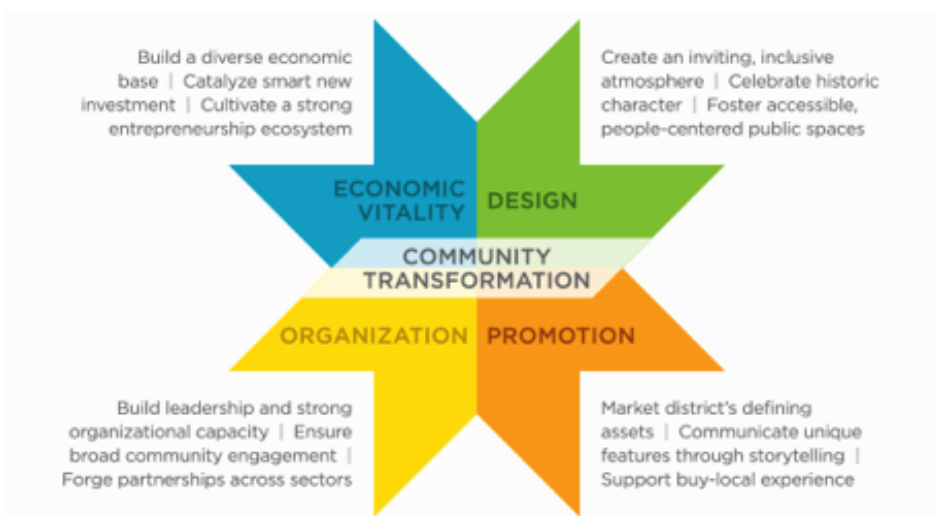 Build a diverse economic
base | Catalyze smart new
investment | Cultivate a strong
entrepreneurship ecosystem
Create an inviting, inclusive
atmosphere | Celebrate historic
character | Foster accessible,
people-centered public spaces
ECONOMIC
VITALITY
DESIGN
COMMUNITY
TRANSFORMATION
ORGANIZATION
PROMOTION
Build leadership and strong
organizational capacity | Ensure
broad community engagement |
Forge partnerships across sectors
Market district's defining
assets | Communicate unique
features through storytelling |
Support buy-local experience